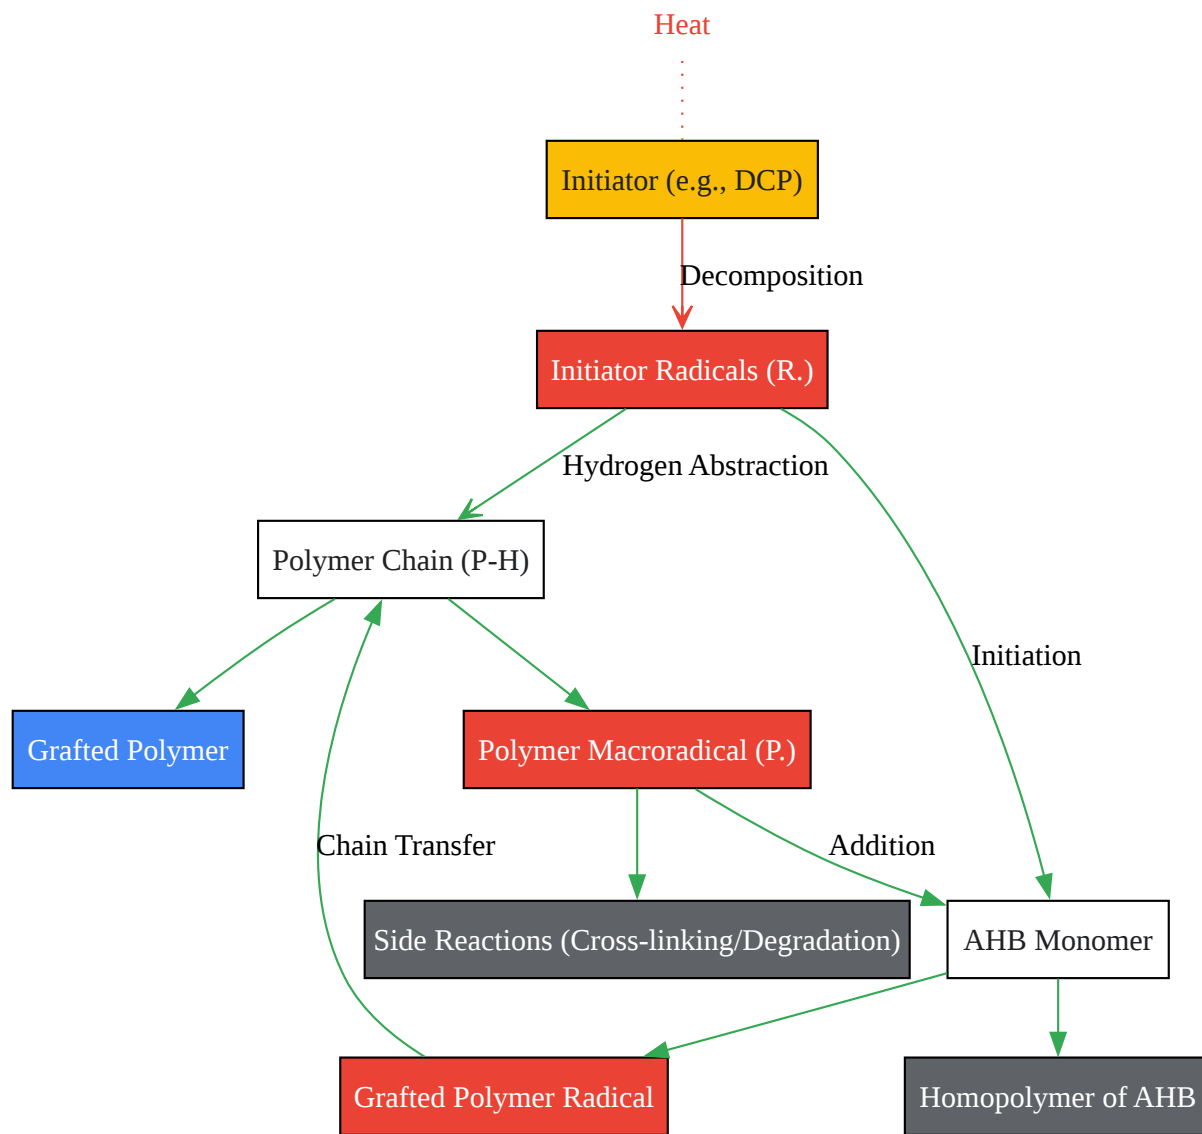 Heat
Initiator (e.g., DCP)
Decomposition
Initiator Radicals (R.)
Hydrogen Abstraction
Polymer Chain (P-H)
Initiation
Grafted Polymer
Polymer Macroradical (P.)
Chain Transfer
Addition
Side Reactions (Cross-linking/Degradation)
AHB Monomer
Grafted Polymer Radical
Homopolymer of AHB